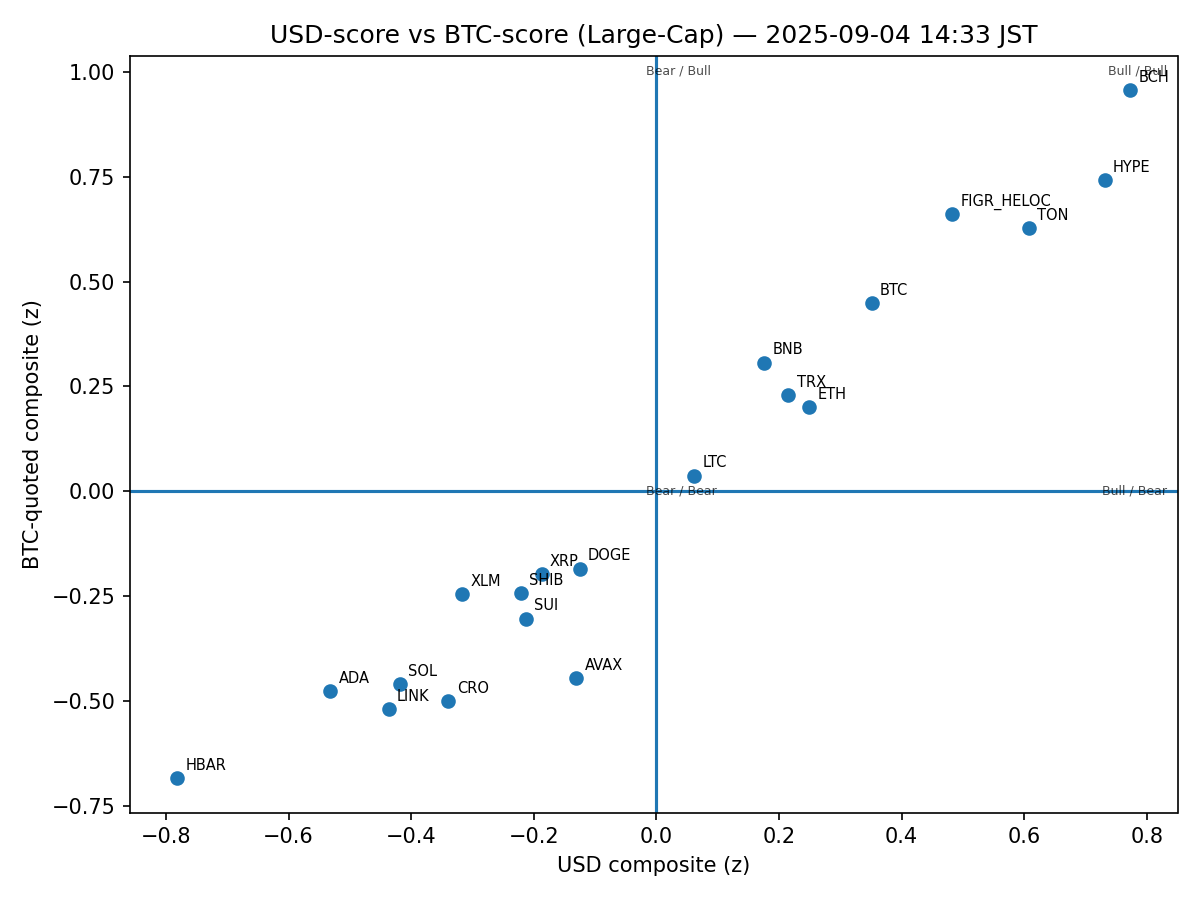 USD-score vs BTC-score (Large-Cap) — 2025-09-04 14:33 JST
Bear / Bull
Bull / Bull
BCH
HYPE
FIGR_HELOC
TON
BTC
BNB
TRX
ETH
LTC
Bear / Bear
Bull / Bear
DOGE
XRP
SHIB
XLM
SUI
AVAX
SOL
ADA
CRO
LINK
HBAR
1.00
0.75
0.50
0.25
0.00
−0.25
−0.50
−0.75
BTC-quoted composite (z)
−0.8
−0.6
−0.4
−0.2
0.0
0.2
0.4
0.6
0.8
USD composite (z)